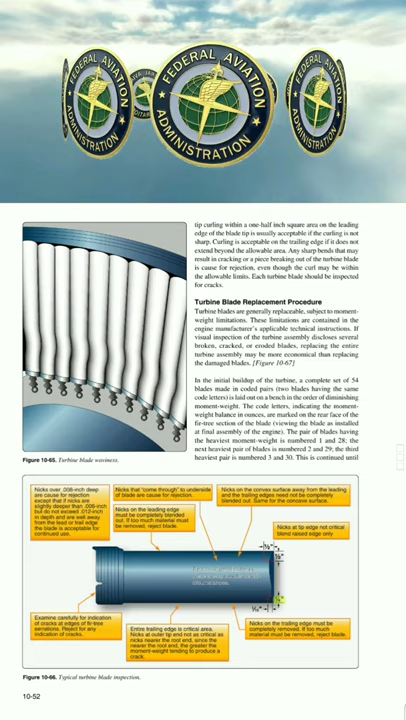 FEDERAL AVIATION
ADMINISTRATION
FEDERAL AVIATION
ADMINISTRATION
FEDERAL AVIATION
ADMINISTRATION
tip curling within a one-half inch square area on the leading
edge of the blade tip is usually acceptable if the curling is not
sharp. Curling is acceptable on the trailing edge if it does not
extend beyond the allowable area. Any sharp bends that may
result in cracking or a piece breaking out of the turbine blade
is cause for rejection, even though the curl may be within
the allowable limits. Each turbine blade should be inspected
for cracks.
Turbine Blade Replacement Procedure
Turbine blades are generally replaceable, subject to moment-
weight limitations. These limitations are contained in the
engine manufacturer's applicable technical instructions. If
visual inspection of the turbine assembly discloses several
broken, cracked, or eroded blades, replacing the entire
turbine assembly may be more economical than replacing
the damaged blades. [Figure 10-67]
In the initial buildup of the turbine, a complete set of 54
blades made in coded pairs (two blades having the same
code letters) is laid out on a bench in the order of diminishing
moment-weight. The code letters, indicating the moment-
weight balance in ounces, are marked on the rear face of the
fir-tree section of the blade (viewing the blade as installed
at final assembly of the engine). The pair of blades having
the heaviest moment-weight is numbered 1 and 28; the
next heaviest pair of blades is numbered 2 and 29; the third
heaviest pair is numbered 3 and 30. This is continued until
Figure 10-65. Turbine blade waviness.
Nicks over .006-inch deep
are cause for rejection
except that if nicks are
slightly deeper than .006-inch
but do not exceed .012-inch
in depth and are well away
from the lead or trail edge
the blade is acceptable for
continued use.
Nicks that "come through" to underside
of blade are cause for rejection.
Nicks on the convex surface away from the leading
and the trailing edges need not be completely
blended out. Same for the concave surface.
Nicks on the leading edge
must be completely blended
out. If too much material must
be removed, reject blade.
Nicks at tip edge not critical
blend raised edge only
½"
½"
¼"
Examine carefully for indication
of cracks at edges of fir-tree
serrations. Reject for any
indication of cracks.
Entire trailing edge is critical area.
Nicks at outer tip end not as critical as
nicks nearer the root end, since the
nearer the root end, the greater the
moment-weight tending to produce a
crack.
Nicks on the trailing edge must be
completely removed. If too much
material must be removed, reject blade.
Figure 10-66. Typical turbine blade inspection.
10-52